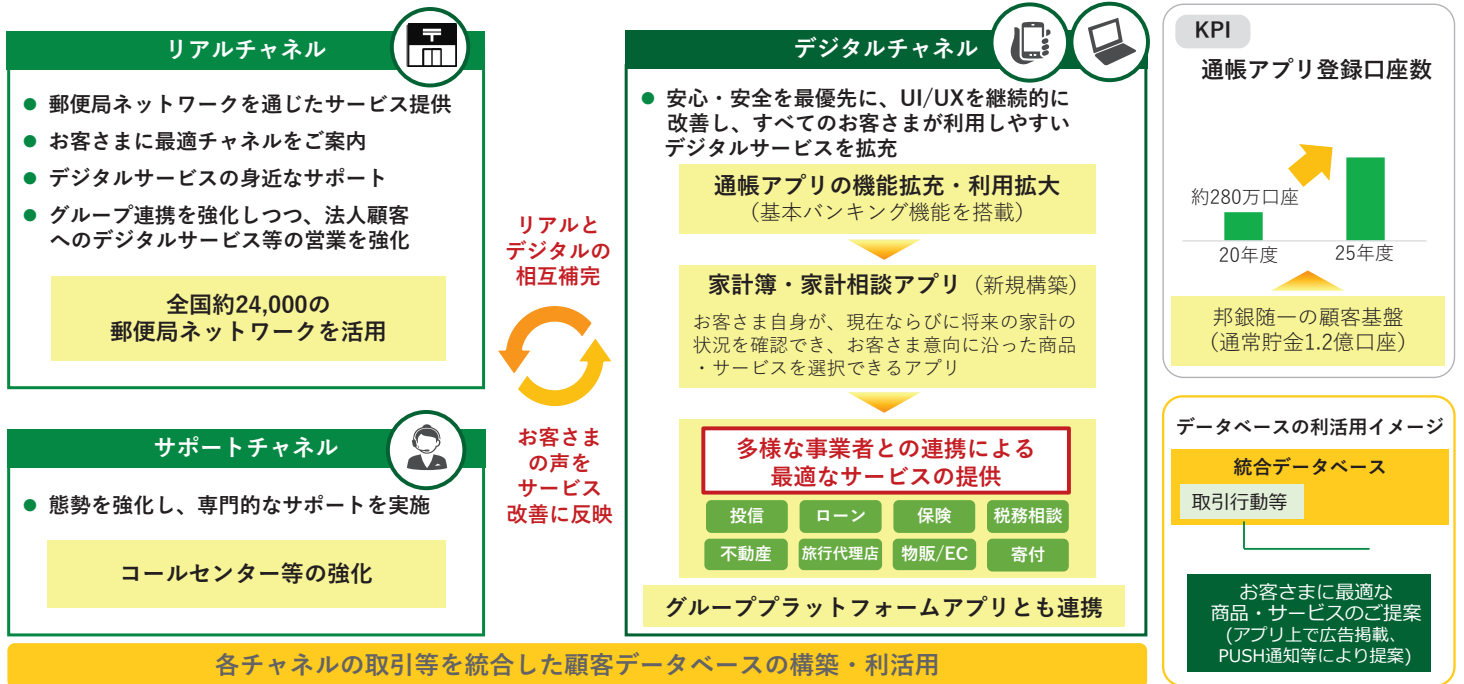 リアルチャネル
● 郵便局ネットワークを通じたサービス提供
● お客さまに最適チャネルをご案内
● デジタルサービスの身近なサポート
● グループ連携を強化しつつ、法人顧客
へのデジタルサービス等の営業を強化
全国約24,000の
郵便局ネットワークを活用
サポートチャネル
● 態勢を強化し、専門的なサポートを実施
コールセンター等の強化
リアルと
デジタルの
相互補完
お客さま
の声を
サービス
改善に反映
デジタルチャネル
● 安心・安全を最優先に、UI/UXを継続的に
改善し、すべてのお客さまが利用しやすい
デジタルサービスを拡充
通帳アプリの機能拡充・利用拡大
(基本バンキング機能を搭載)
家計簿・家計相談アプリ (新規構築)
お客さま自身が、現在ならびに将来の家計の
状況を確認でき、お客さま意向に沿った商品
・サービスを選択できるアプリ
多様な事業者との連携による
最適なサービスの提供
投信 ローン 保険 税務相談
不動産 旅行代理店 物販/EC 寄付
グループプラットフォームアプリとも連携
各チャネルの取引等を統合した顧客データベースの構築・利活用
KPI
通帳アプリ登録口座数
約280万口座
20年度 25年度
邦銀随一の顧客基盤
(通常貯金1.2億口座)
データベースの利活用イメージ
統合データベース
取引行動等
お客さまに最適な
商品・サービスのご提案
(アプリ上で広告掲載、
PUSH通知等により提案)